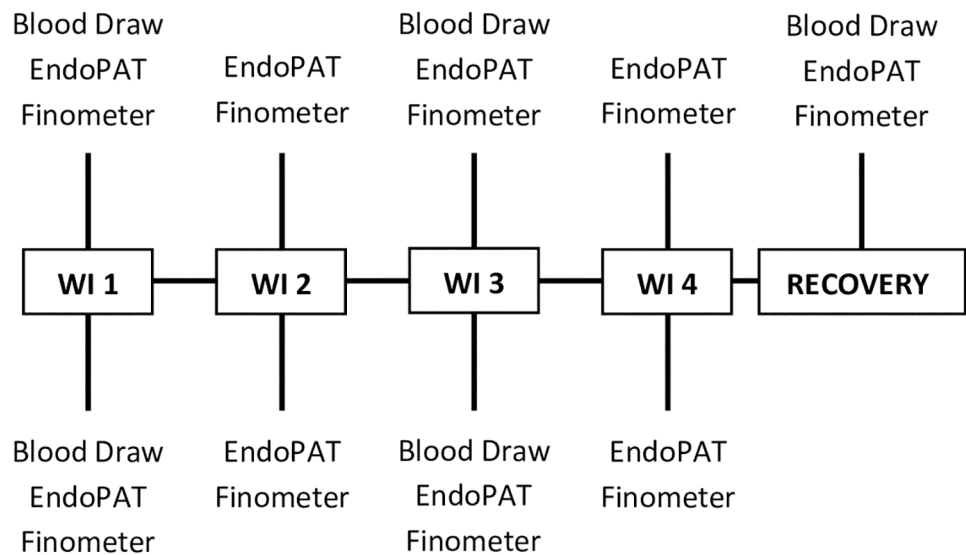 Blood Draw
EndoPAT
Finometer
EndoPAT
Finometer
Blood Draw
EndoPAT
Finometer
EndoPAT
Finometer
Blood Draw
EndoPAT
Finometer
WI 1
WI 2
WI 3
WI 4
RECOVERY
Blood Draw
EndoPAT
Finometer
EndoPAT
Finometer
Blood Draw
EndoPAT
Finometer
EndoPAT
Finometer